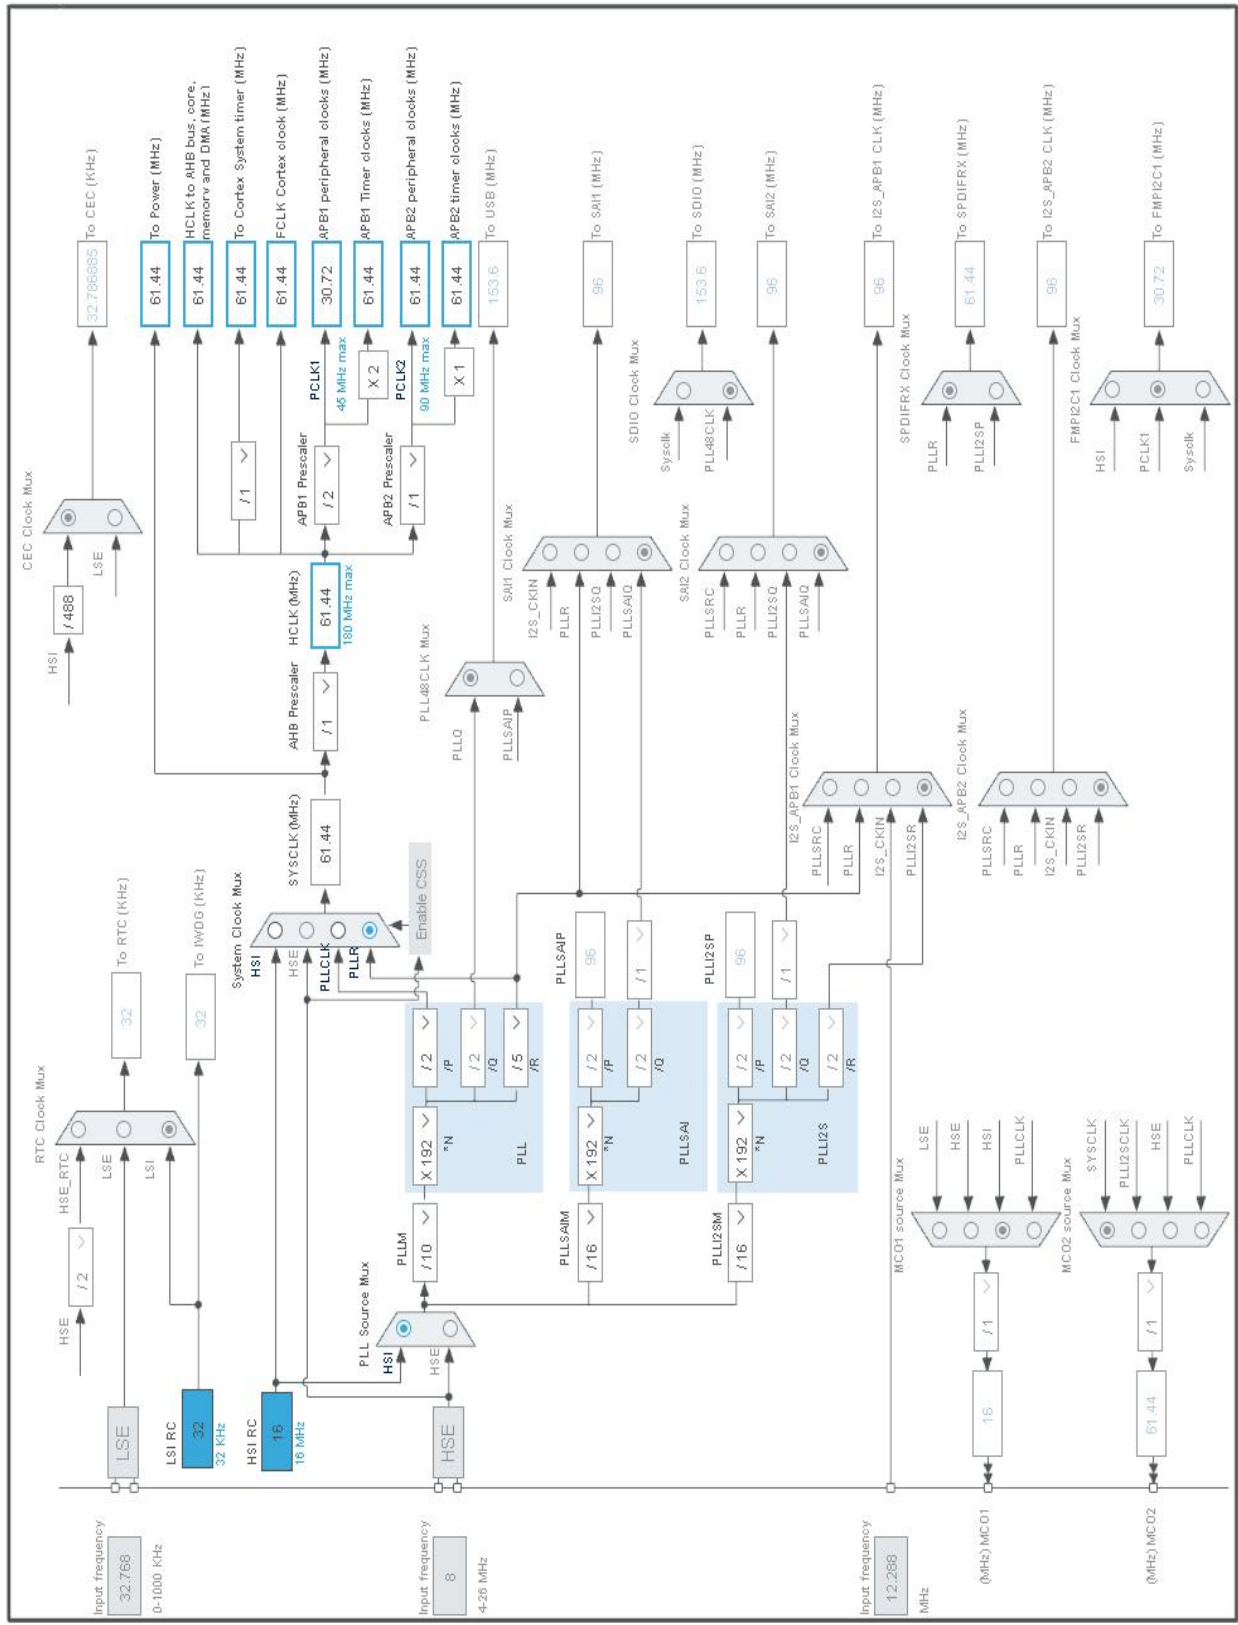 Input frequency
32.768
0-1000 KHz
LSE
LSI RC
32
32 KHz
HSE
/ 2
HSE_RTC
LSE
LSI
RTC Clock Mux
32
To RTC (KHz)
32
To IWDG (KHz)
HSI
/ 488
LSE
CEC Clock Mux
32.786885
To CEC (KHz)
HSI RC
16
16 MHz
Input frequency
8
4-26 MHz
HSE
PLL Source Mux
HSI
HSE
PLLM
/ 10
X 192
*N
/ 2
/P
/ 2
/Q
/ 5
/R
PLL
System Clock Mux
HSI
HSE
PLLCLK
PLLR
Enable CSS
SYSCLK (MHz)
61.44
AHB Prescaler
/ 1
HCLK (MHz)
61.44
180 MHz max
/ 1
APB1 Prescaler
/ 2
PCLK1
45 MHz max
X 2
APB2 Prescaler
/ 1
PCLK2
90 MHz max
X 1
61.44
To Power (MHz)
61.44
HCLK to AHB bus, core,
memory and DMA (MHz)
61.44
To Cortex System timer (MHz)
61.44
FCLK Cortex clock (MHz)
30.72
APB1 peripheral clocks (MHz)
61.44
APB1 Timer clocks (MHz)
61.44
APB2 peripheral clocks (MHz)
61.44
APB2 timer clocks (MHz)
PLLQ
PLLSAIP
PLL48CLK Mux
153.6
To USB (MHz)
PLLSAIM
/ 16
X 192
*N
/ 2
/P
/ 2
/Q
PLLSAI
PLLSAIP
96
/ 1
SAI1 Clock Mux
I2S_CKIN
PLLR
PLLI2SQ
PLLSAIQ
96
To SAI1 (MHz)
SDIO Clock Mux
Sysclk
PLL48CLK
153.6
To SDIO (MHz)
PLLI2SM
/ 16
X 192
*N
/ 2
/P
/ 2
/Q
/ 2
/R
PLLI2S
PLLI2SP
96
/ 1
SAI2 Clock Mux
PLLSRC
PLLR
PLLI2SQ
PLLSAIQ
96
To SAI2 (MHz)
I2S_APB1 Clock Mux
PLLSRC
PLLR
I2S_CKIN
PLLI2SR
96
To I2S_APB1 CLK (MHz)
SPDIFRX Clock Mux
PLLR
PLLI2SP
61.44
To SPDIFRX (MHz)
I2S_APB2 Clock Mux
PLLSRC
PLLR
I2S_CKIN
PLLI2SR
96
To I2S_APB2 CLK (MHz)
FMPI2C1 Clock Mux
HSI
PCLK1
Sysclk
30.72
To FMPI2C1 (MHz)
Input frequency
12.288
MHz
(MHz) MCO1
16
/ 1
MCO1 source Mux
LSE
HSE
HSI
PLLCLK
(MHz) MCO2
61.44
/ 1
MCO2 source Mux
SYSCLK
PLLI2SCLK
HSE
PLLCLK